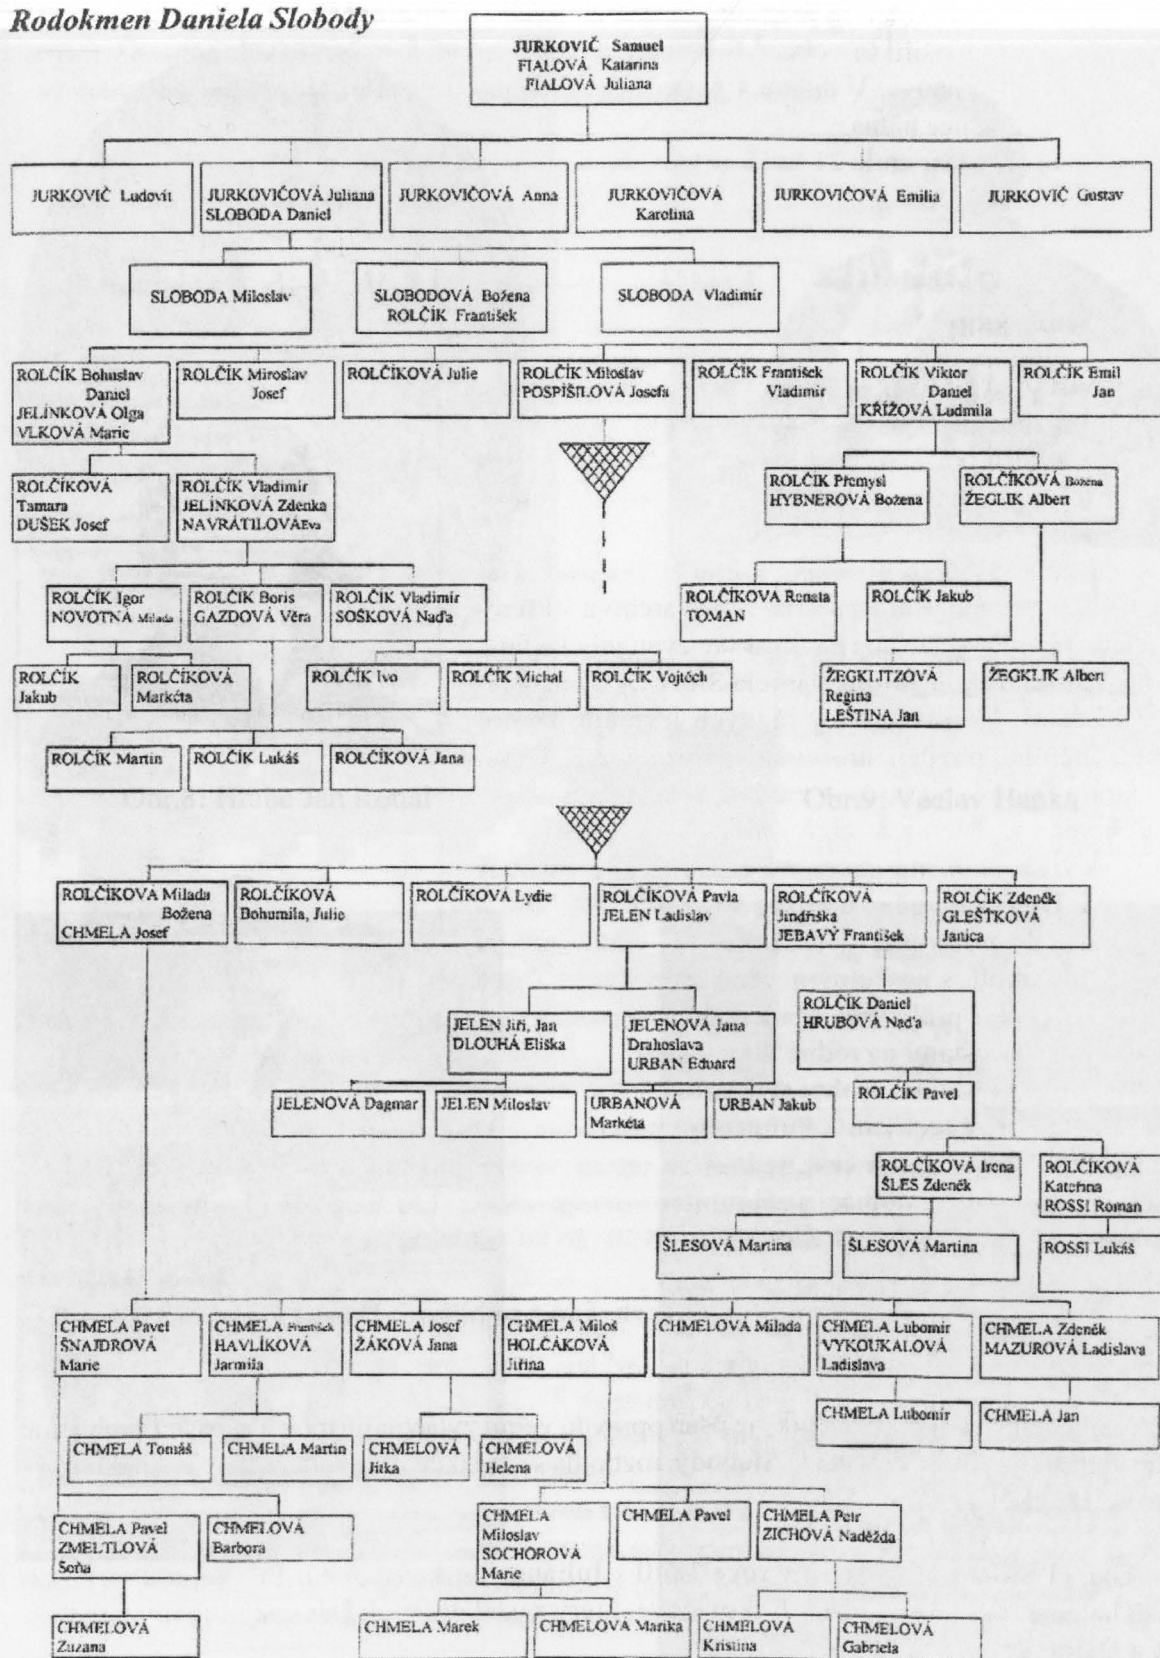 Rodokmen Daniela Slobody
JURKOVIČ Samuel
FIALOVÁ Katarina
FIALOVÁ Juliana
JURKOVIČ Ludovít
JURKOVIČOVÁ Juliana
SLOBODA Daniel
JURKOVIČOVÁ Anna
JURKOVIČOVÁ
Karolina
JURKOVIČOVÁ Emilia
JURKOVIČ Gustav
SLOBODA Miloslav
SLOBODOVÁ Božena
ROLČÍK František
SLOBODA Vladimír
ROLČÍK Bohuslav
Daniel
JELÍNKOVÁ Olga
VLKOVÁ Marie
ROLČÍK Miroslav
Josef
ROLČÍKOVÁ Julie
ROLČÍK Miloslav
POSPÍŠILOVÁ Josefa
ROLČÍK František
Vladimír
ROLČÍK Viktor
Daniel
KŘÍŽOVÁ Ludmila
ROLČÍK Emil
Jan
ROLČÍKOVÁ
Tamara
DUŠEK Josef
ROLČÍK Vladimír
JELÍNKOVÁ Zdenka
NAVRÁTILOVÁ Eva
ROLČÍK Přemysl
HYBNEROVÁ Božena
ROLČÍKOVÁ Božena
ŽEGLIK Albert
ROLČÍK Igor
NOVOTNÁ Milada
ROLČÍK Boris
GAZDOVÁ Věra
ROLČÍK Vladimír
SOŠKOVÁ Naďa
ROLČÍKOVA Renata
TOMAN
ROLČÍK Jakub
ROLČÍK
Jakub
ROLČÍKOVÁ
Markéta
ROLČÍK Ivo
ROLČÍK Michal
ROLČÍK Vojtěch
ŽEGKLITZOVÁ
Regina
LEŠTINA Jan
ŽEGKLIK Albert
ROLČÍK Martin
ROLČÍK Lukáš
ROLČÍKOVÁ Jana
ROLČÍKOVÁ Milada
Božena
CHMELA Josef
ROLČÍKOVÁ
Bohumila, Julie
ROLČÍKOVÁ Lydie
ROLČÍKOVÁ Pavla
JELEN Ladislav
ROLČÍKOVÁ
Jindřiška
JEBAVÝ František
ROLČÍK Zdeněk
GLEŠŤKOVÁ
Janica
JELEN Jiří, Jan
DLOUHÁ Eliška
JELENOVÁ Jana
Drahoslava
URBAN Eduard
ROLČÍK Daniel
HRUBOVÁ Naďa
JELENOVÁ Dagmar
JELEN Miloslav
URBANOVÁ
Markéta
URBAN Jakub
ROLČÍK Pavel
ROLČÍKOVÁ Irena
ŠLES Zdeněk
ROLČÍKOVÁ
Kateřina
ROSSI Roman
ŠLESOVÁ Martina
ŠLESOVÁ Martina
ROSSI Lukáš
CHMELA Pavel
ŠNAJDROVÁ
Marie
CHMELA František
HAVLÍKOVÁ
Jarmila
CHMELA Josef
ŽÁKOVÁ Jana
CHMELA Miloš
HOLČÁKOVÁ
Jiřina
CHMELOVÁ Milada
CHMELA Lubomír
VYKOUKALOVÁ
Ladislava
CHMELA Zdeněk
MAZUROVÁ Ladislava
CHMELA Lubomír
CHMELA Jan
CHMELA Tomáš
CHMELA Martin
CHMELOVÁ
Jitka
CHMELOVÁ
Helena
CHMELA Pavel
ZMELTLOVÁ
Soňa
CHMELOVÁ
Barbora
CHMELA
Miloslav
SOCHOROVÁ
Marie
CHMELA Pavel
CHMELA Petr
ZICHOVÁ Naděžda
CHMELOVÁ
Zuzana
CHMELA Marek
CHMELOVÁ Marika
CHMELOVÁ
Kristina
CHMELOVÁ
Gabriela